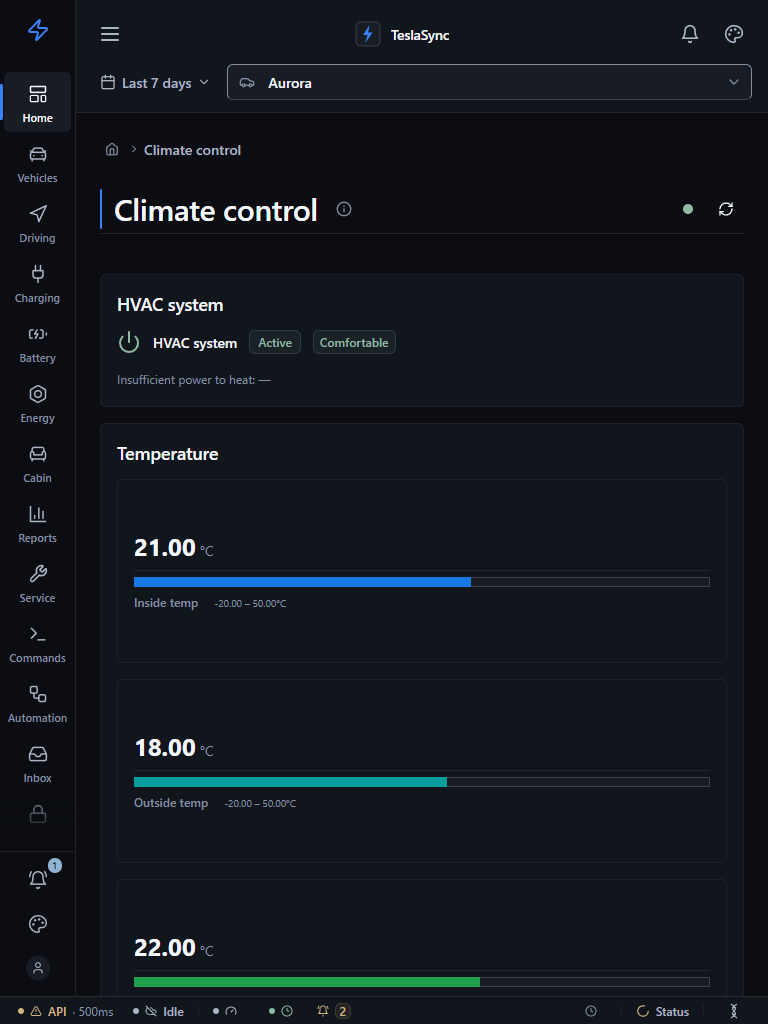 TeslaSync
Last 7 days
Aurora
Home
Vehicles
Driving
Charging
Battery
Energy
Cabin
Reports
Service
Commands
Automation
Inbox
1
Climate control
Climate control
HVAC system
HVAC system Active Comfortable
Insufficient power to heat: —
Temperature
21.00 °C
Inside temp -20.00 – 50.00°C
18.00 °C
Outside temp -20.00 – 50.00°C
22.00 °C
API · 500ms Idle 2 Status